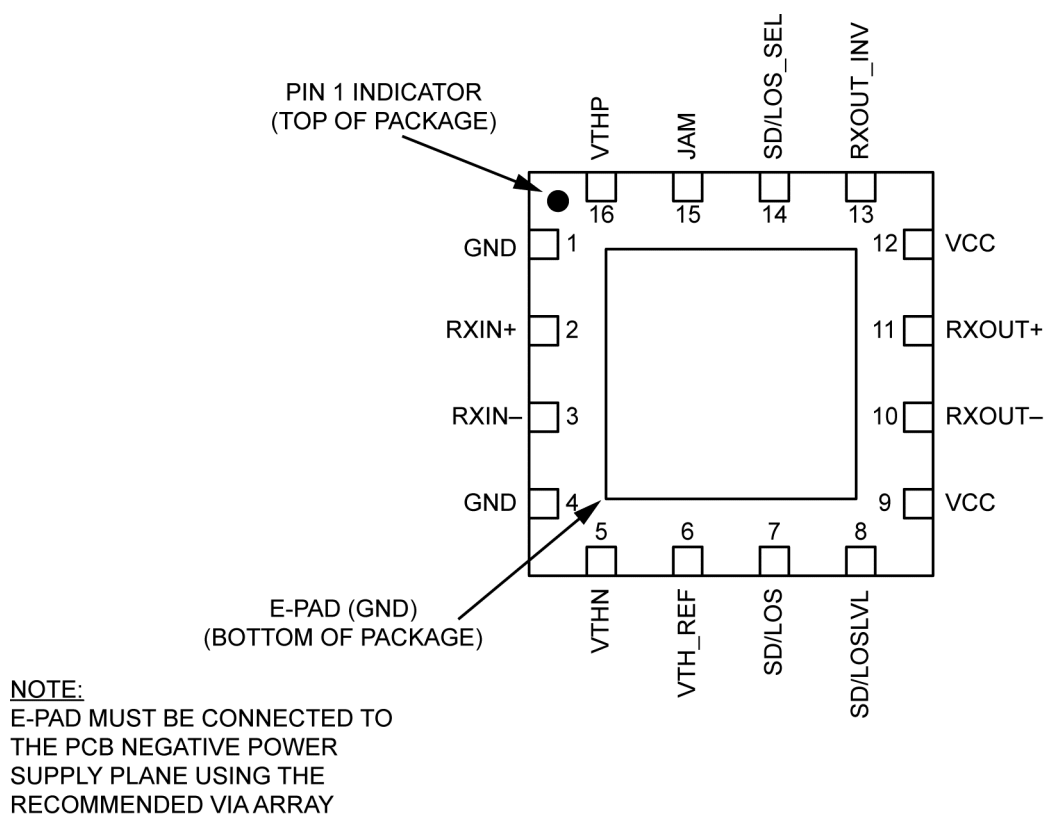 PIN 1 INDICATOR
(TOP OF PACKAGE)
VTHP
JAM
SD/LOS_SEL
RXOUT_INV
16
15
14
13
GND
1
12
VCC
RXIN+
2
11
RXOUT+
RXIN–
3
10
RXOUT–
GND
4
9
VCC
5
6
7
8
VTHN
VTH_REF
SD/LOS
SD/LOSLVL
E-PAD (GND)
(BOTTOM OF PACKAGE)
NOTE:
E-PAD MUST BE CONNECTED TO
THE PCB NEGATIVE POWER
SUPPLY PLANE USING THE
RECOMMENDED VIA ARRAY